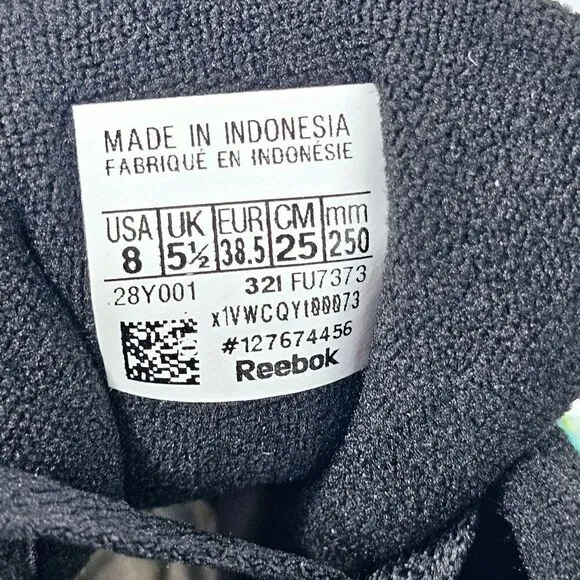 MADE IN INDONESIA
FABRIQUÉ EN INDONÉSIE
USA UK EUR CM mm
8 5½ 38.5 25 250
28Y001 321 FU7373
x1VWCQYt00073
#127674456
Reebok